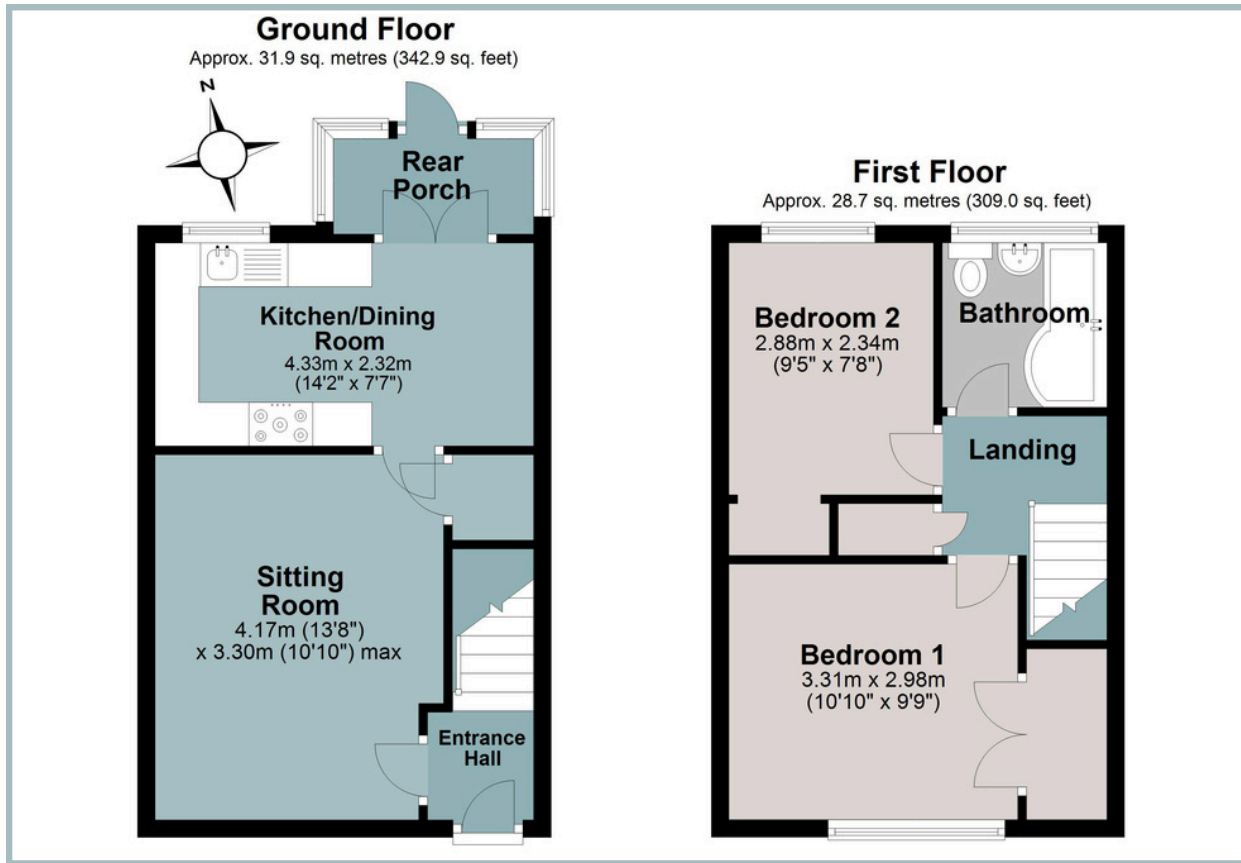 Ground Floor
Approx. 31.9 sq. metres (342.9 sq. feet)
N
Rear
Porch
Kitchen/Dining
Room
4.33m x 2.32m
(14'2" x 7'7")
Sitting
Room
4.17m (13'8")
x 3.30m (10'10") max
Entrance
Hall
First Floor
Approx. 28.7 sq. metres (309.0 sq. feet)
Bedroom 2
2.88m x 2.34m
(9'5" x 7'8")
Bathroom
Landing
Bedroom 1
3.31m x 2.98m
(10'10" x 9'9")